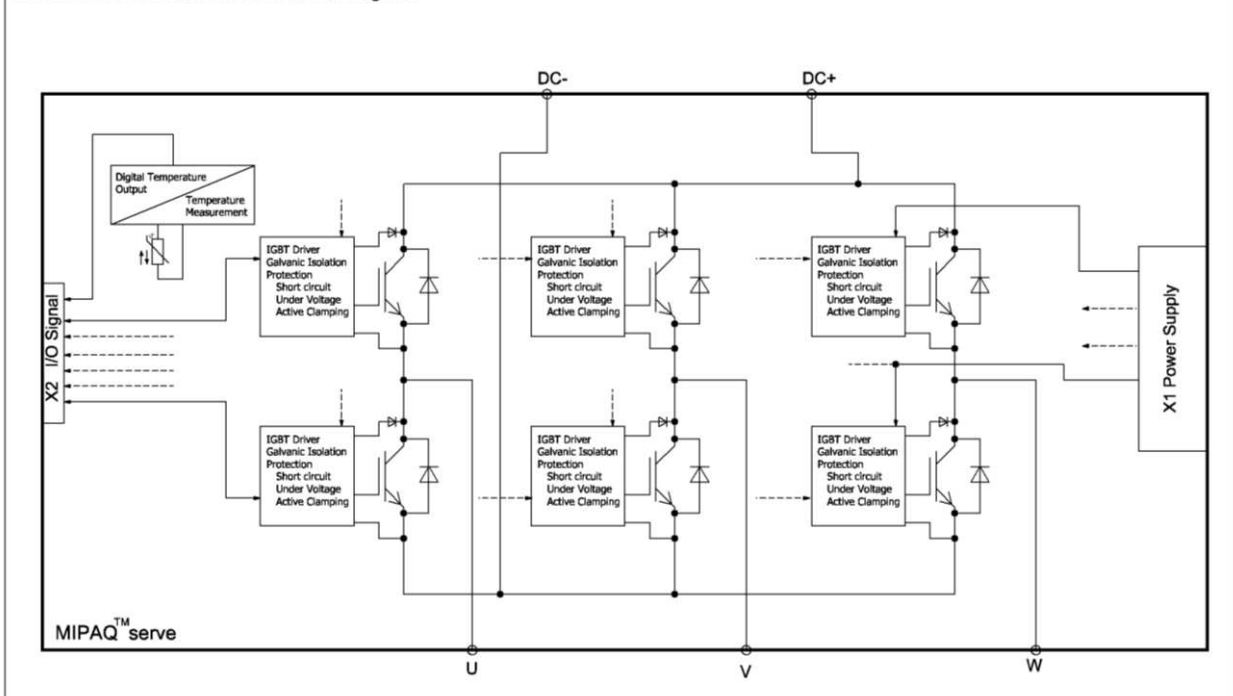 DC-
DC+
Digital Temperature
Output
Temperature
Measurement
IGBT Driver
Galvanic Isolation
Protection
Short circuit
Under Voltage
Active Clamping
IGBT Driver
Galvanic Isolation
Protection
Short circuit
Under Voltage
Active Clamping
IGBT Driver
Galvanic Isolation
Protection
Short circuit
Under Voltage
Active Clamping
X2 I/O Signal
X1 Power Supply
IGBT Driver
Galvanic Isolation
Protection
Short circuit
Under Voltage
Active Clamping
IGBT Driver
Galvanic Isolation
Protection
Short circuit
Under Voltage
Active Clamping
IGBT Driver
Galvanic Isolation
Protection
Short circuit
Under Voltage
Active Clamping
MIPAQ™serve
U
V
W